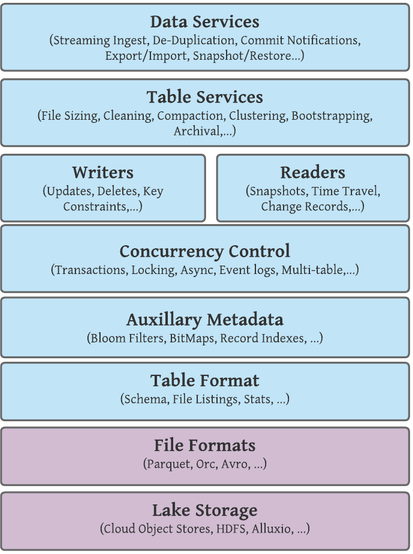 Data Services
(Streaming Ingest, De-Duplication, Commit Notifications,
Export/Import, Snapshot/Restore...)
Table Services
(File Sizing, Cleaning, Compaction, Clustering, Bootstrapping,
Archival,...)
Writers
(Updates, Deletes, Key
Constraints,...)
Readers
(Snapshots, Time Travel,
Change Records,...)
Concurrency Control
(Transactions, Locking, Async, Event logs, Multi-table,...)
Auxillary Metadata
(Bloom Filters, BitMaps, Record Indexes, ...)
Table Format
(Schema, File Listings, Stats, ...)
File Formats
(Parquet, Orc, Avro, ...)
Lake Storage
(Cloud Object Stores, HDFS, Alluxio, ...)